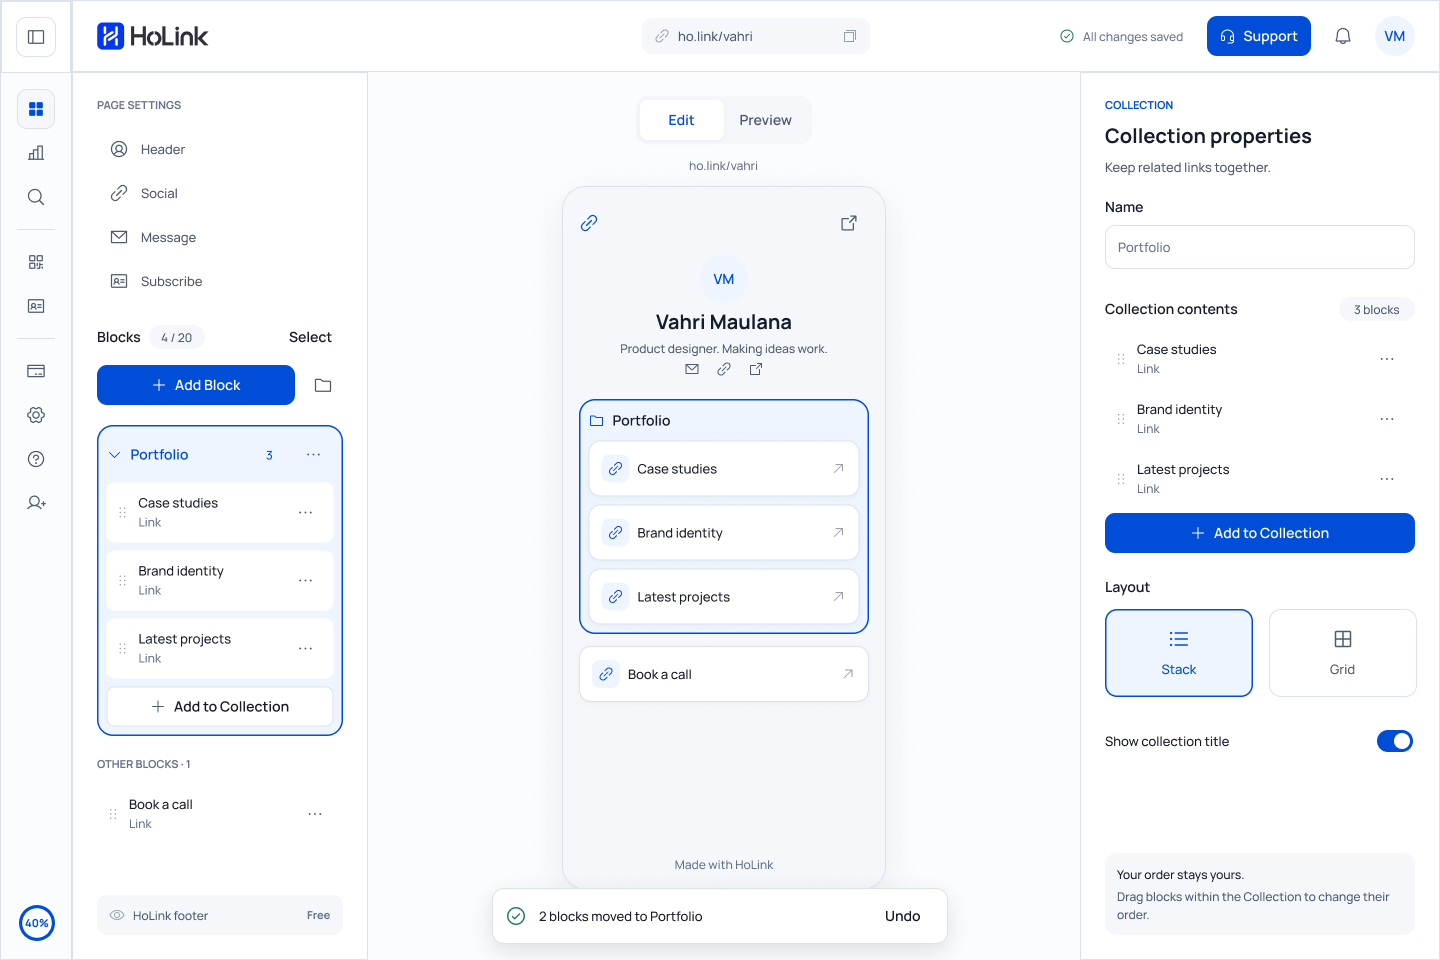 HoLink
ho.link/vahri
All changes saved
Support
VM
PAGE SETTINGS
Header
Social
Message
Subscribe
Blocks
4 / 20
Select
Add Block
Portfolio
3
Case studies
Link
Brand identity
Link
Latest projects
Link
Add to Collection
OTHER BLOCKS · 1
Book a call
Link
HoLink footer
Free
40%
Edit
Preview
ho.link/vahri
VM
Vahri Maulana
Product designer. Making ideas work.
Portfolio
Case studies
Brand identity
Latest projects
Book a call
Made with HoLink
2 blocks moved to Portfolio
Undo
COLLECTION
Collection properties
Keep related links together.
Name
Portfolio
Collection contents
3 blocks
Case studies
Link
Brand identity
Link
Latest projects
Link
Add to Collection
Layout
Stack
Grid
Show collection title
Your order stays yours.
Drag blocks within the Collection to change their
order.